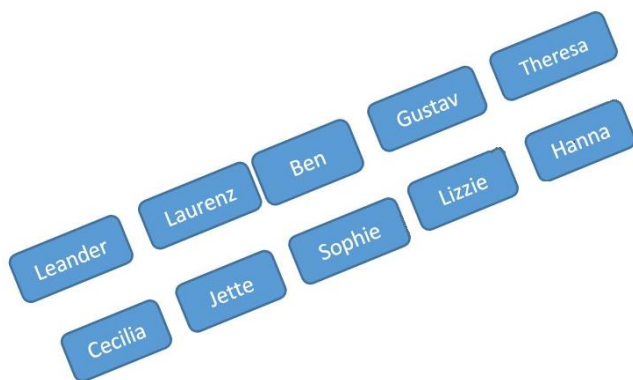 Leander
Laurenz
Ben
Gustav
Theresa
Cecilia
Jette
Sophie
Lizzie
Hanna